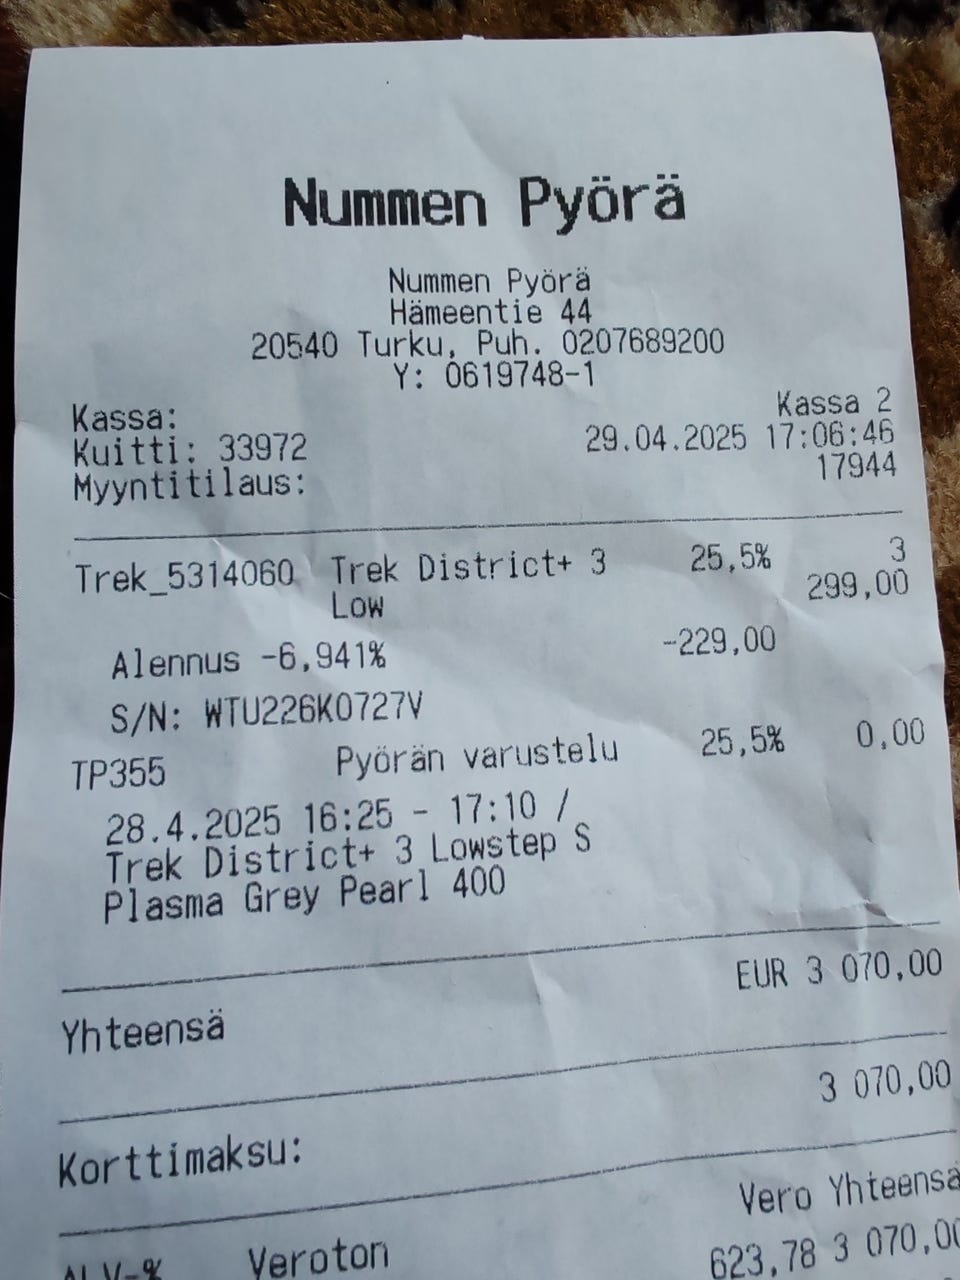 Nummen Pyörä
Nummen Pyörä
Hämeentie 44
20540 Turku, Puh. 0207689200
Y: 0619748-1
Kassa: Kassa 2
Kuitti: 33972 29.04.2025 17:06:46
Myyntitilaus: 17944
Trek_5314060 Trek District+ 3 25,5% 3
Low 299,00
Alennus -6,941% -229,00
S/N: WTU226K0727V
TP355 Pyörän varustelu 25,5% 0,00
28.4.2025 16:25 - 17:10 /
Trek District+ 3 Lowstep S
Plasma Grey Pearl 400
Yhteensä EUR 3 070,00
Korttimaksu: 3 070,00
ALV-% Veroton Vero Yhteensä
623,78 3 070,00